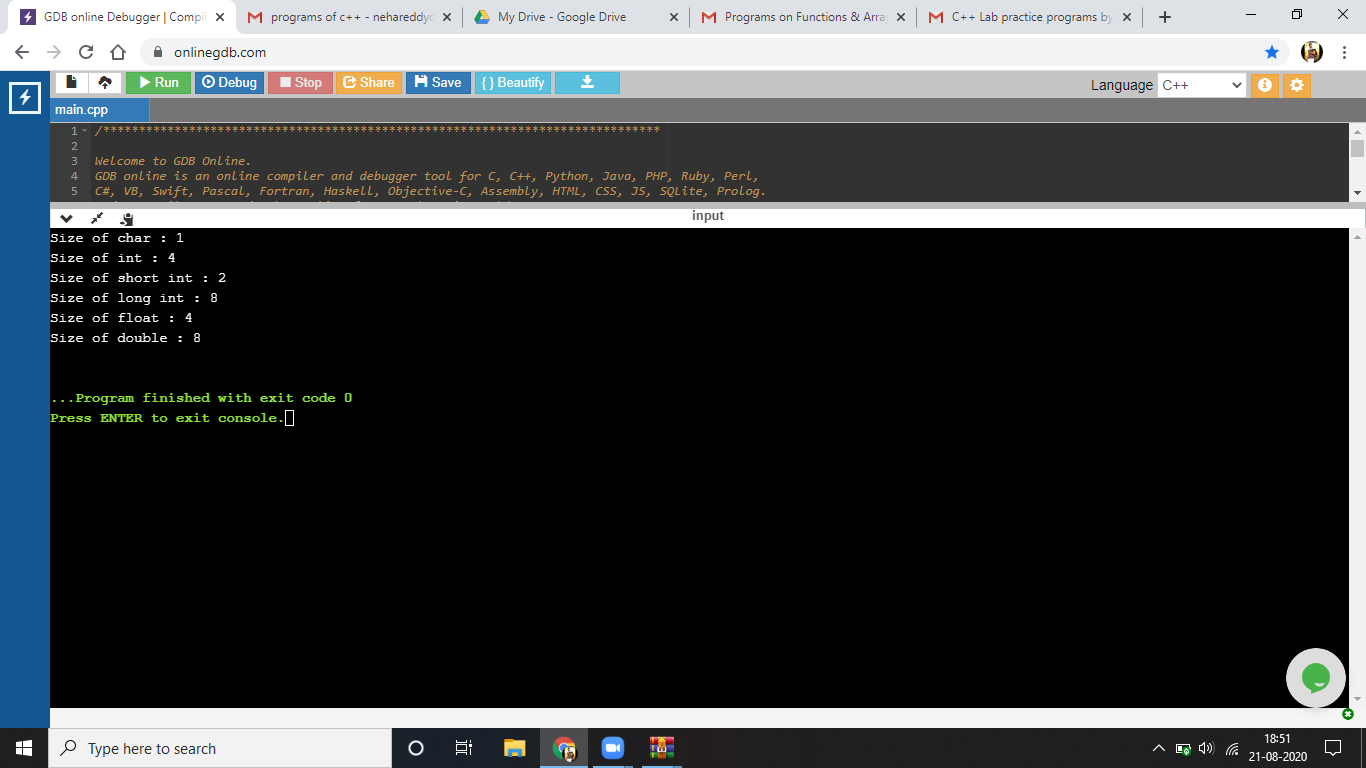 GDB online Debugger | Compil
programs of c++ - nehareddyc
My Drive - Google Drive
Programs on Functions & Arra
C++ Lab practice programs by
onlinegdb.com
Run
Debug
Stop
Share
Save
{ } Beautify
Language C++
main.cpp
1 /******************************************************************************
2
3 Welcome to GDB Online.
4 GDB online is an online compiler and debugger tool for C, C++, Python, Java, PHP, Ruby, Perl,
5 C#, VB, Swift, Pascal, Fortran, Haskell, Objective-C, Assembly, HTML, CSS, JS, SQLite, Prolog.
input
Size of char : 1
Size of int : 4
Size of short int : 2
Size of long int : 8
Size of float : 4
Size of double : 8
...Program finished with exit code 0
Press ENTER to exit console.
Type here to search
18:51
21-08-2020